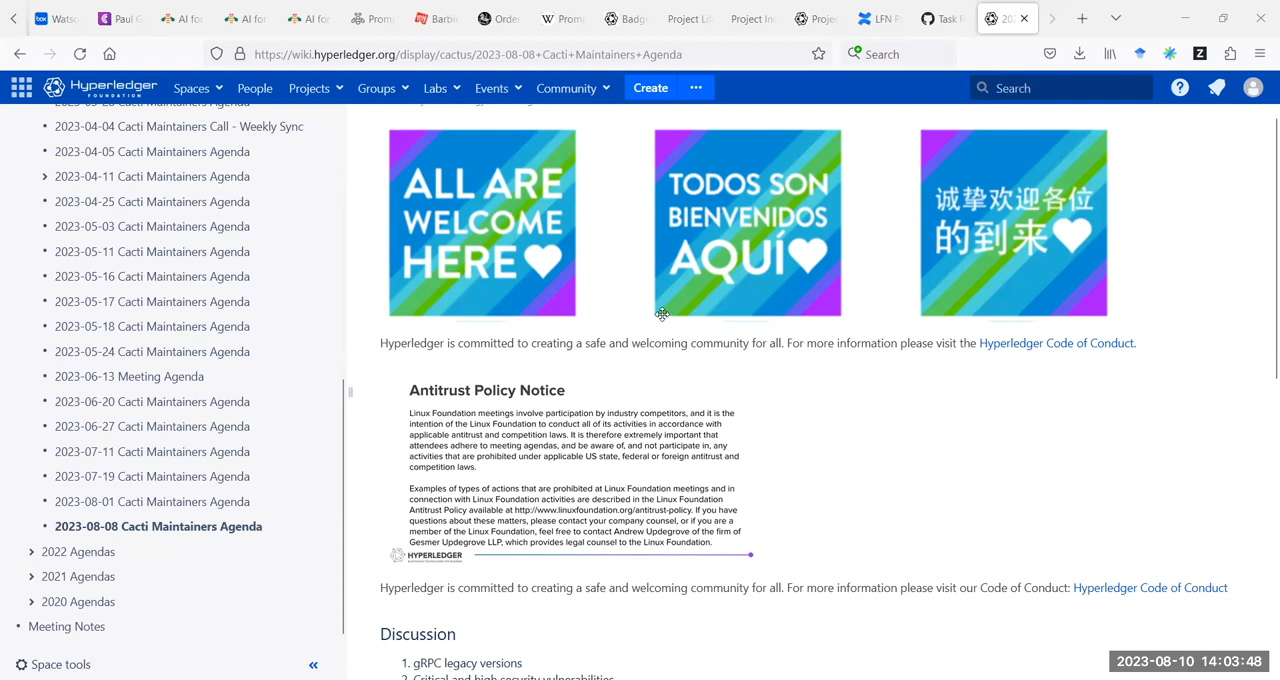 Watso
Paul G
AI for
AI for
AI for
Promp
Barbie
Order
Promp
Badg
Project Li
Project In
Proje
LFN P
Task F
202
https://wiki.hyperledger.org/display/cactus/2023-08-08+Cacti+Maintainers+Agenda
Search
HYPERLEDGER FOUNDATION
Spaces People Projects Groups Labs Events Community Create ... Search
2023-04-04 Cacti Maintainers Call - Weekly Sync
2023-04-05 Cacti Maintainers Agenda
2023-04-11 Cacti Maintainers Agenda
2023-04-25 Cacti Maintainers Agenda
2023-05-03 Cacti Maintainers Agenda
2023-05-11 Cacti Maintainers Agenda
2023-05-16 Cacti Maintainers Agenda
2023-05-17 Cacti Maintainers Agenda
2023-05-18 Cacti Maintainers Agenda
2023-05-24 Cacti Maintainers Agenda
2023-06-13 Meeting Agenda
2023-06-20 Cacti Maintainers Agenda
2023-06-27 Cacti Maintainers Agenda
2023-07-11 Cacti Maintainers Agenda
2023-07-19 Cacti Maintainers Agenda
2023-08-01 Cacti Maintainers Agenda
2023-08-08 Cacti Maintainers Agenda
2022 Agendas
2021 Agendas
2020 Agendas
Meeting Notes
Space tools
ALL ARE
WELCOME
HERE
TODOS SON
BIENVENIDOS
AQUÍ
诚挚欢迎各位
的到来
Hyperledger is committed to creating a safe and welcoming community for all. For more information please visit the Hyperledger Code of Conduct.
Antitrust Policy Notice
Linux Foundation meetings involve participation by industry competitors, and it is the
intention of the Linux Foundation to conduct all of its activities in accordance with
applicable antitrust and competition laws. It is therefore extremely important that
attendees adhere to meeting agendas, and be aware of, and not participate in, any
activities that are prohibited under applicable US state, federal or foreign antitrust and
competition laws.
Examples of types of actions that are prohibited at Linux Foundation meetings and in
connection with Linux Foundation activities are described in the Linux Foundation
Antitrust Policy available at http://www.linuxfoundation.org/antitrust-policy. If you have
questions about these matters, please contact your company counsel, or if you are a
member of the Linux Foundation, feel free to contact Andrew Updegrove of the firm of
Gesmer Updegrove LLP, which provides legal counsel to the Linux Foundation.
HYPERLEDGER
Hyperledger is committed to creating a safe and welcoming community for all. For more information please visit our Code of Conduct: Hyperledger Code of Conduct
Discussion
1. gRPC legacy versions
2. Critical and high security vulnerabilities
2023-08-10 14:03:48